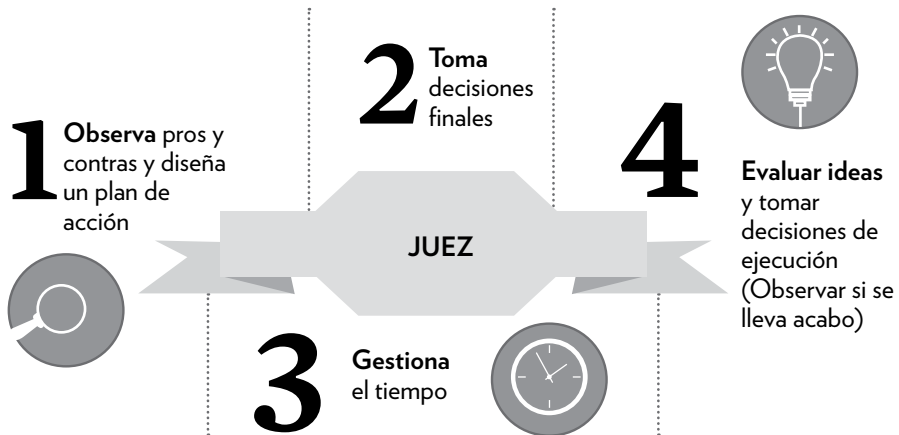 1
Observa pros y
contras y diseña
un plan de
acción
2
Toma
decisiones
finales
JUEZ
3
Gestiona
el tiempo
4
Evaluar ideas
y tomar
decisiones de
ejecución
(Observar si se
lleva acabo)